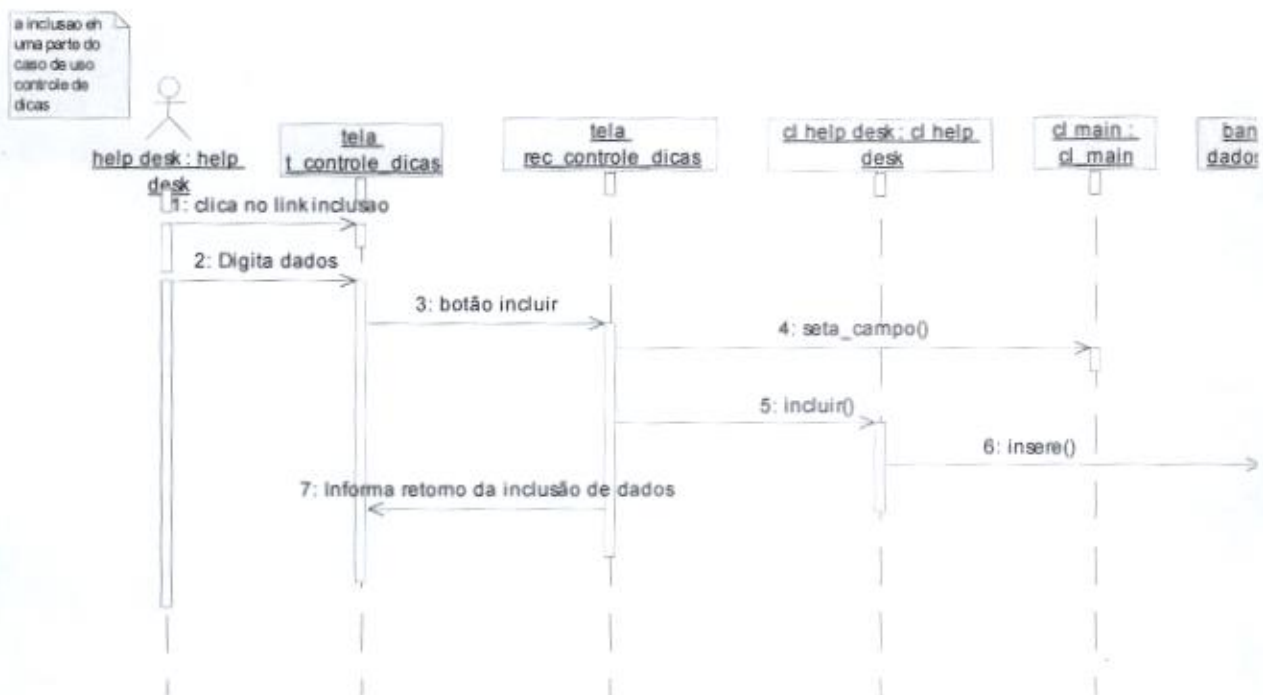 a inclusao eh
uma parte do
caso de uso
controle de
dicas
help desk : help
desk
tela
t_controle_dicas
tela
rec_controle_dicas
cl help desk : cl help
desk
cl main :
cl_main
ban
dados
1: clica no link inclusao
2: Digita dados
3: botão incluir
4: seta_campo()
5: incluir()
6: insere()
7: Informa retorno da inclusão de dados